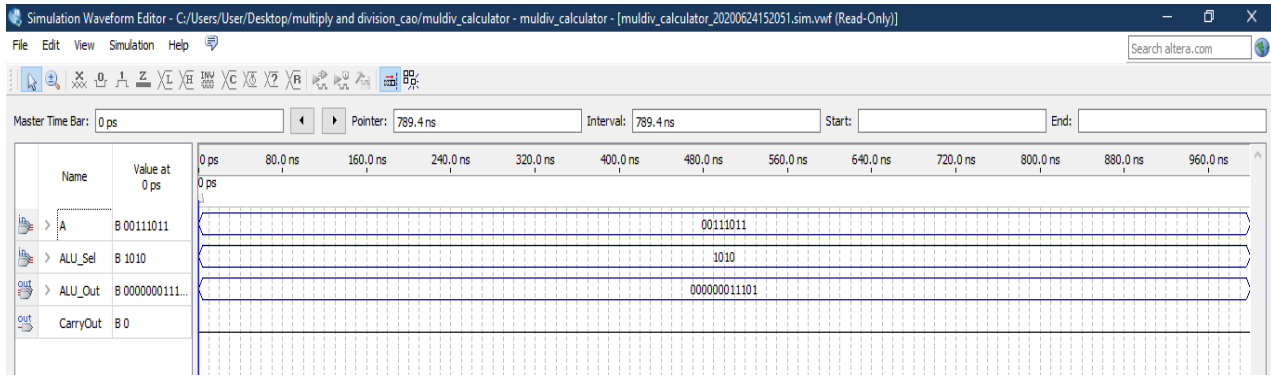 Simulation Waveform Editor - C:/Users/User/Desktop/multiply and division_cao/muldiv_calculator - muldiv_calculator - [muldiv_calculator_20200624152051.sim.vwf (Read-Only)]
File Edit View Simulation Help
Search altera.com
Master Time Bar: 0 ps Pointer: 789.4 ns Interval: 789.4 ns Start: End:
Name Value at 0 ps
0 ps 80.0 ns 160.0 ns 240.0 ns 320.0 ns 400.0 ns 480.0 ns 560.0 ns 640.0 ns 720.0 ns 800.0 ns 880.0 ns 960.0 ns
0 ps
in A B 00111011 00111011
in ALU_Sel B 1010 1010
out ALU_Out B 0000000111... 000000011101
out CarryOut B 0